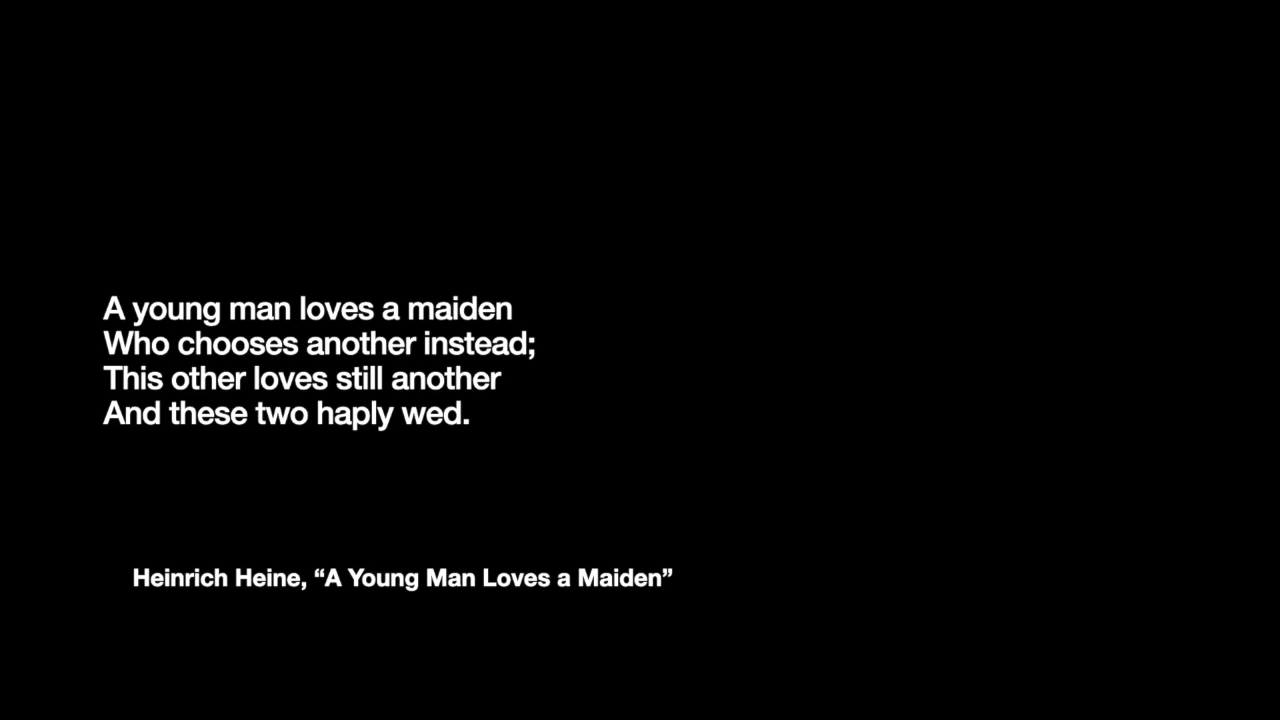 A young man loves a maiden
Who chooses another instead;
This other loves still another
And these two haply wed.
Heinrich Heine, “A Young Man Loves a Maiden”